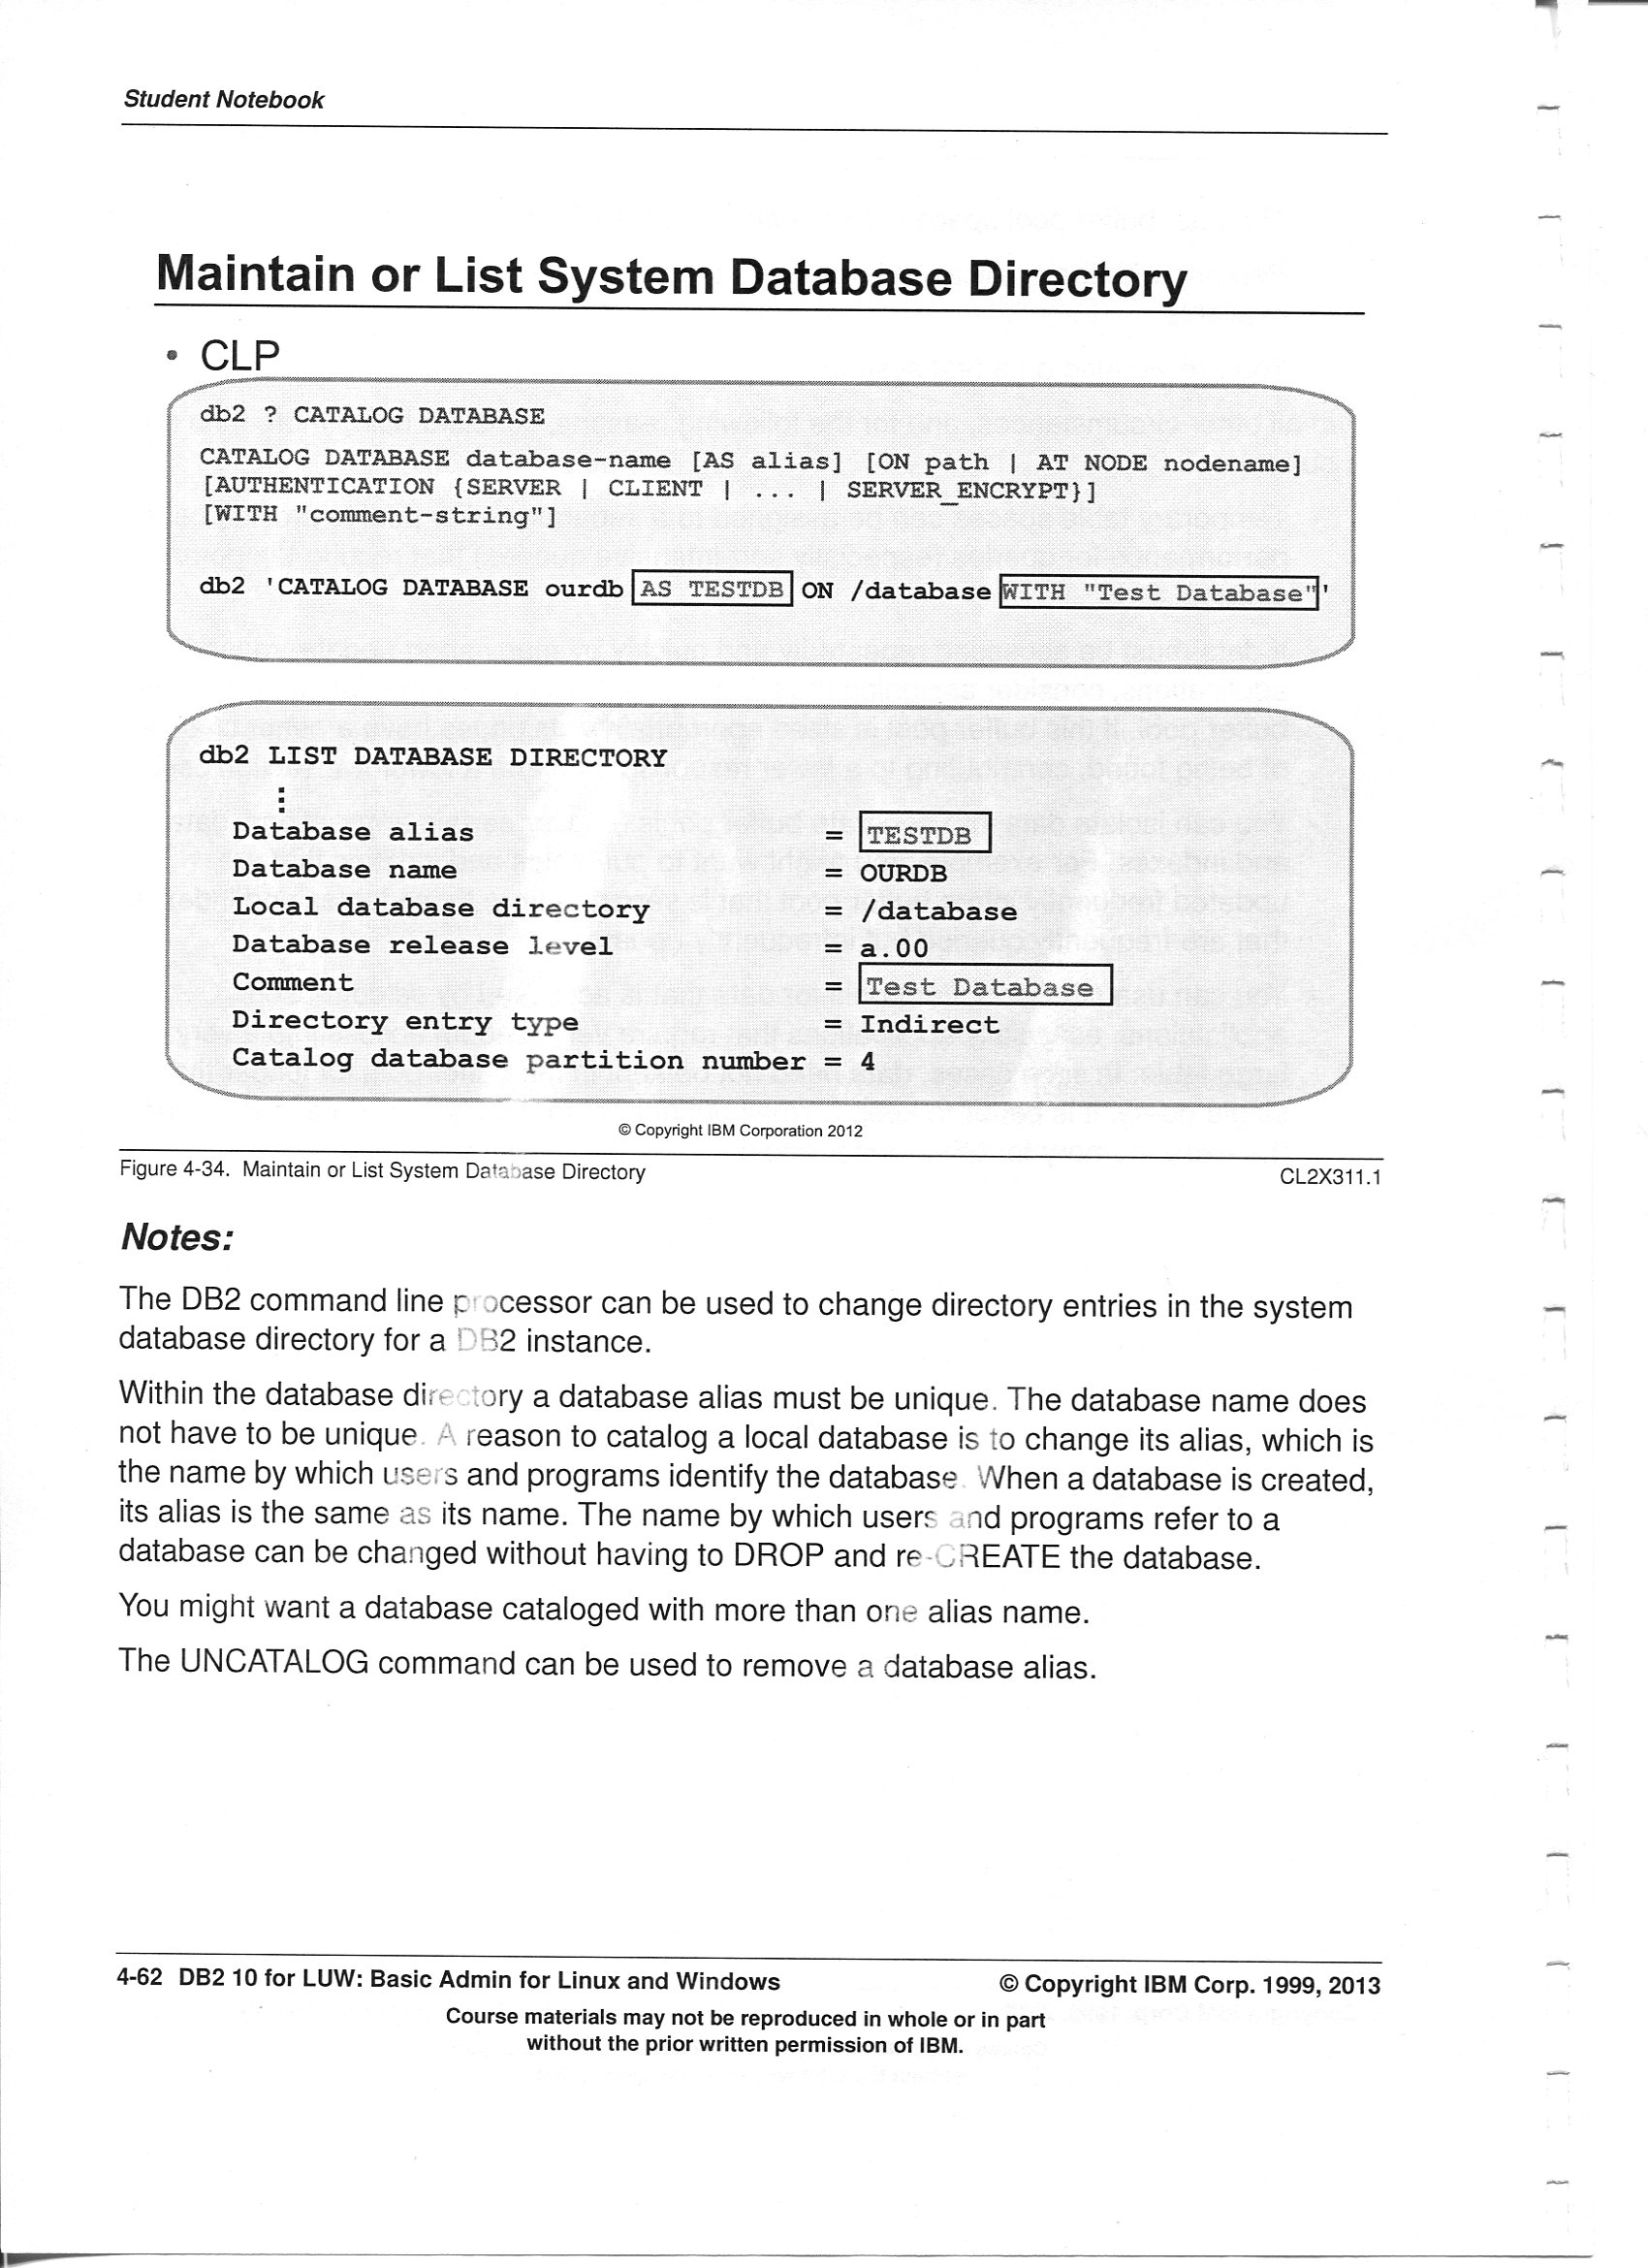 Student Notebook
Maintain or List System Database Directory
• CLP
db2 ? CATALOG DATABASE
CATALOG DATABASE database-name [AS alias] [ON path | AT NODE nodename]
[AUTHENTICATION {SERVER | CLIENT | ... | SERVER_ENCRYPT}]
[WITH "comment-string"]
db2 'CATALOG DATABASE ourdb AS TESTDB ON /database WITH "Test Database"'
db2 LIST DATABASE DIRECTORY
⋮
Database alias = TESTDB
Database name = OURDB
Local database directory = /database
Database release level = a.00
Comment = Test Database
Directory entry type = Indirect
Catalog database partition number = 4
© Copyright IBM Corporation 2012
Figure 4-34. Maintain or List System Database Directory CL2X311.1
Notes:
The DB2 command line processor can be used to change directory entries in the system
database directory for a DB2 instance.
Within the database directory a database alias must be unique. The database name does
not have to be unique. A reason to catalog a local database is to change its alias, which is
the name by which users and programs identify the database. When a database is created,
its alias is the same as its name. The name by which users and programs refer to a
database can be changed without having to DROP and re-CREATE the database.
You might want a database cataloged with more than one alias name.
The UNCATALOG command can be used to remove a database alias.
4-62 DB2 10 for LUW: Basic Admin for Linux and Windows © Copyright IBM Corp. 1999, 2013
Course materials may not be reproduced in whole or in part
without the prior written permission of IBM.